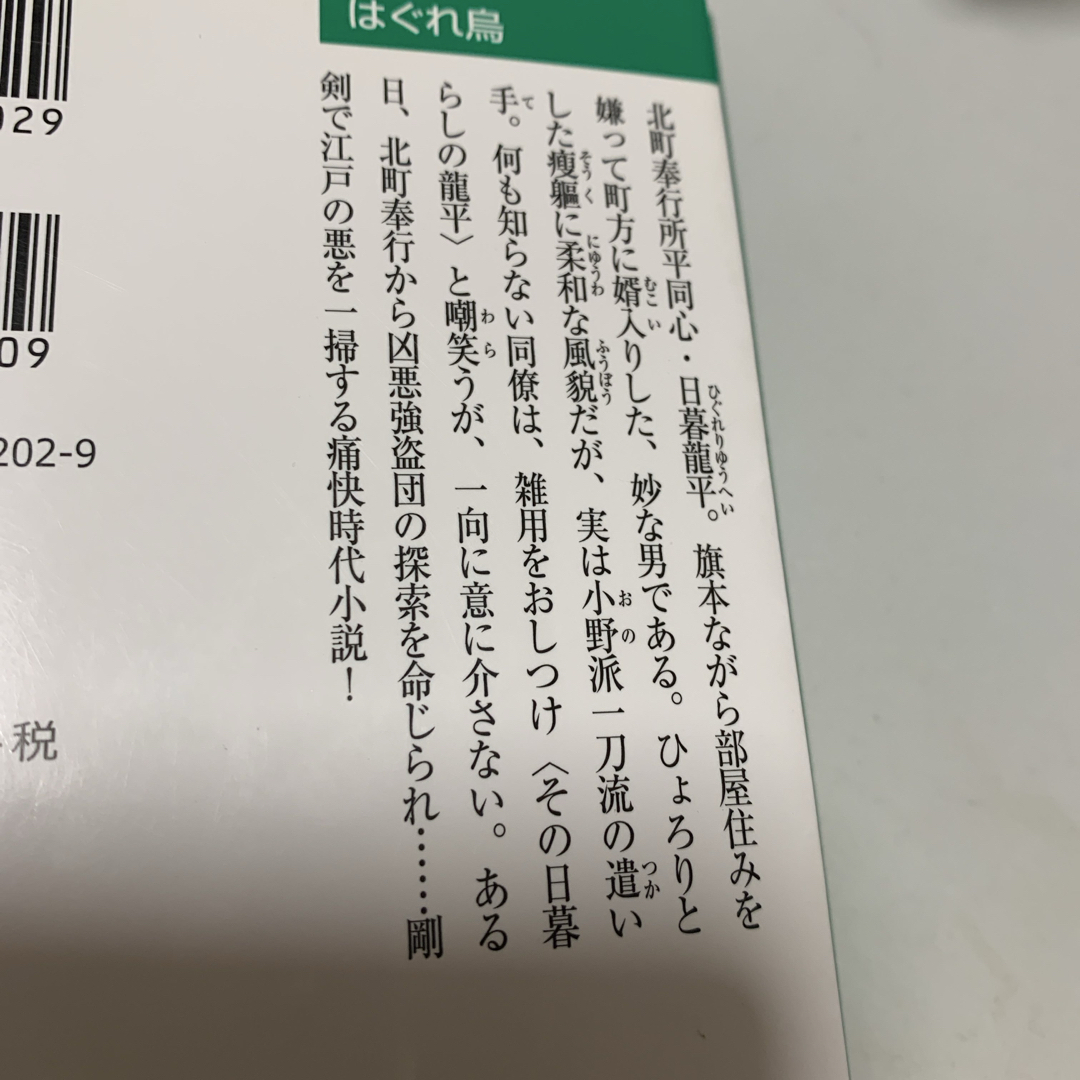 はぐれ烏
北町奉行所平同心・日暮龍平。旗本ながら部屋住みを
嫌って町方に婿入りした、妙な男である。ひょろりと
した瘦軀に柔和な風貌だが、実は小野派一刀流の遣い
手。何も知らない同僚は、雑用をおしつけ〈その日暮
らしの龍平〉と嘲笑うが、一向に意に介さない。ある
日、北町奉行から凶悪強盗団の探索を命じられ……剛
剣で江戸の悪を一掃する痛快時代小説！
029
09
202-9
税